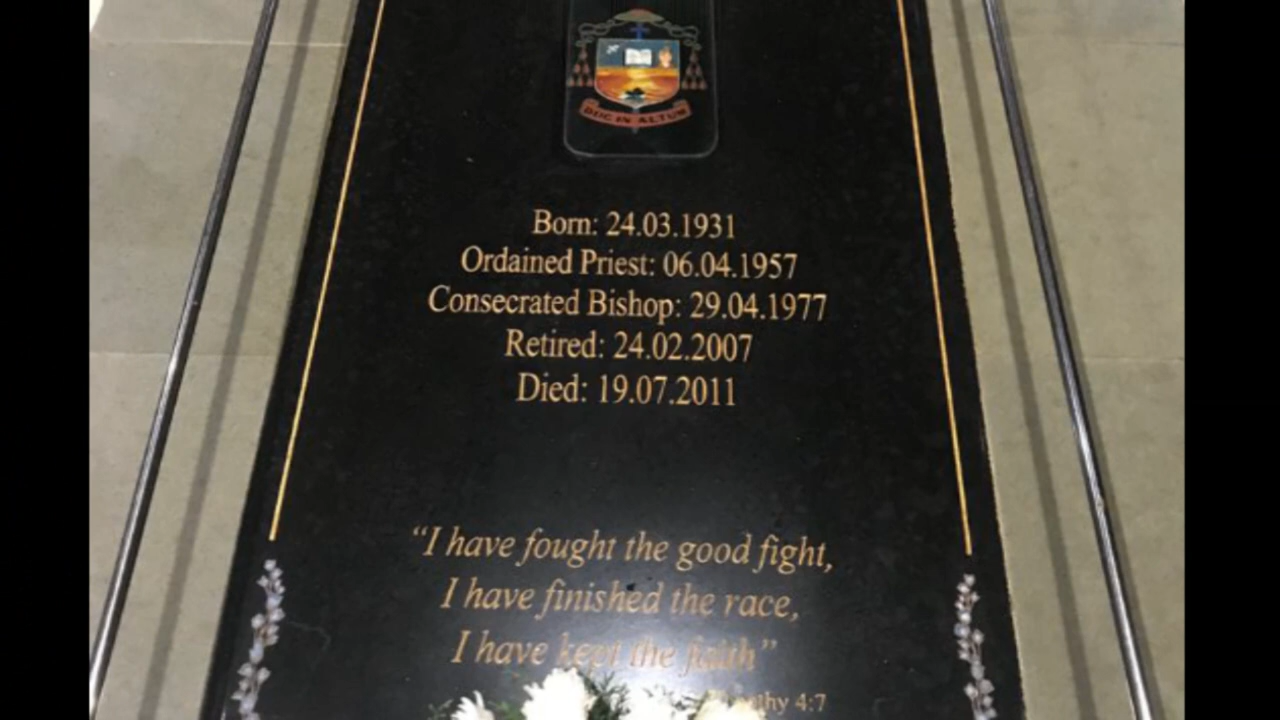 DUC IN ALTUM
Born: 24.03.1931
Ordained Priest: 06.04.1957
Consecrated Bishop: 29.04.1977
Retired: 24.02.2007
Died: 19.07.2011
“I have fought the good fight,
I have finished the race,
I have kept the faith”
4:7